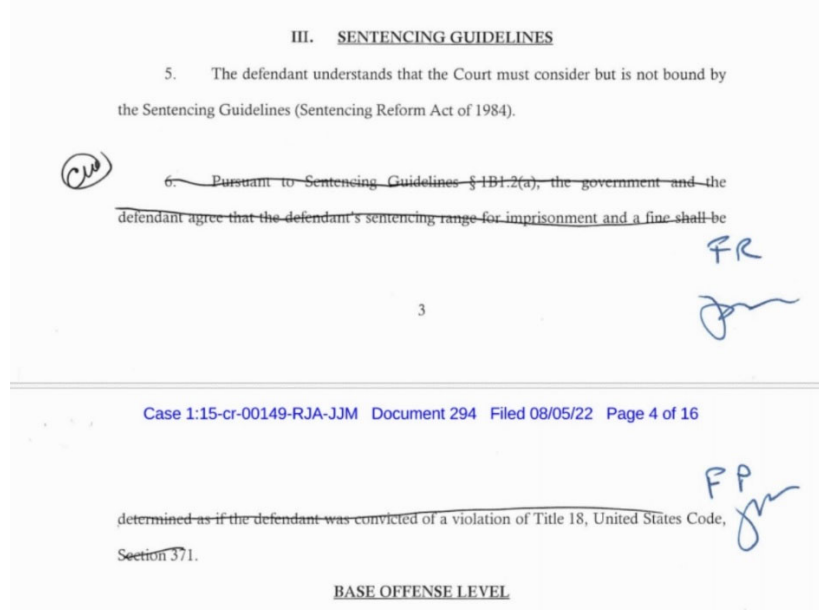 III. SENTENCING GUIDELINES
5. The defendant understands that the Court must consider but is not bound by
the Sentencing Guidelines (Sentencing Reform Act of 1984).
6. Pursuant to Sentencing Guidelines § 1B1.2(a), the government and the
defendant agree that the defendant's sentencing range for imprisonment and a fine shall be
FR
3
Case 1:15-cr-00149-RJA-JJM Document 294 Filed 08/05/22 Page 4 of 16
FP
determined as if the defendant was convicted of a violation of Title 18, United States Code,
Section 371.
BASE OFFENSE LEVEL